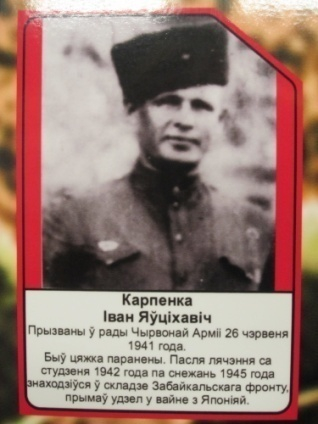 Карпенка
Іван Яўціхавіч
Прызваны ў рады Чырвонай Арміі 26 чэрвеня
1941 года.
Быў цяжка паранены. Пасля лячэння са
студзеня 1942 года па снежань 1945 года
знаходзіўся ў складзе Забайкальскага фронту,
прымаў удзел у вайне з Японіяй.